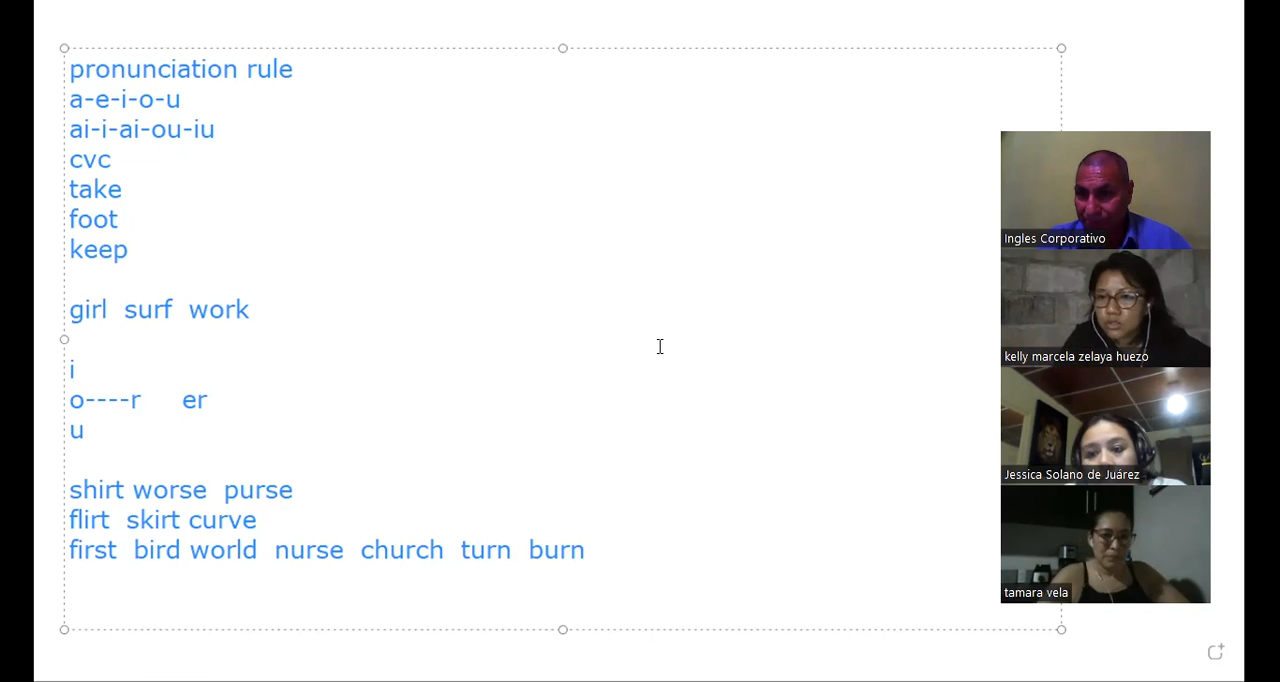 pronunciation rule
a-e-i-o-u
ai-i-ai-ou-iu
cvc
take
foot
keep
girl surf work
i
o----r er
u
shirt worse purse
flirt skirt curve
first bird world nurse church turn burn
Ingles Corporativo
kelly marcela zelaya huezo
Jessica Solano de Juárez
tamara vela